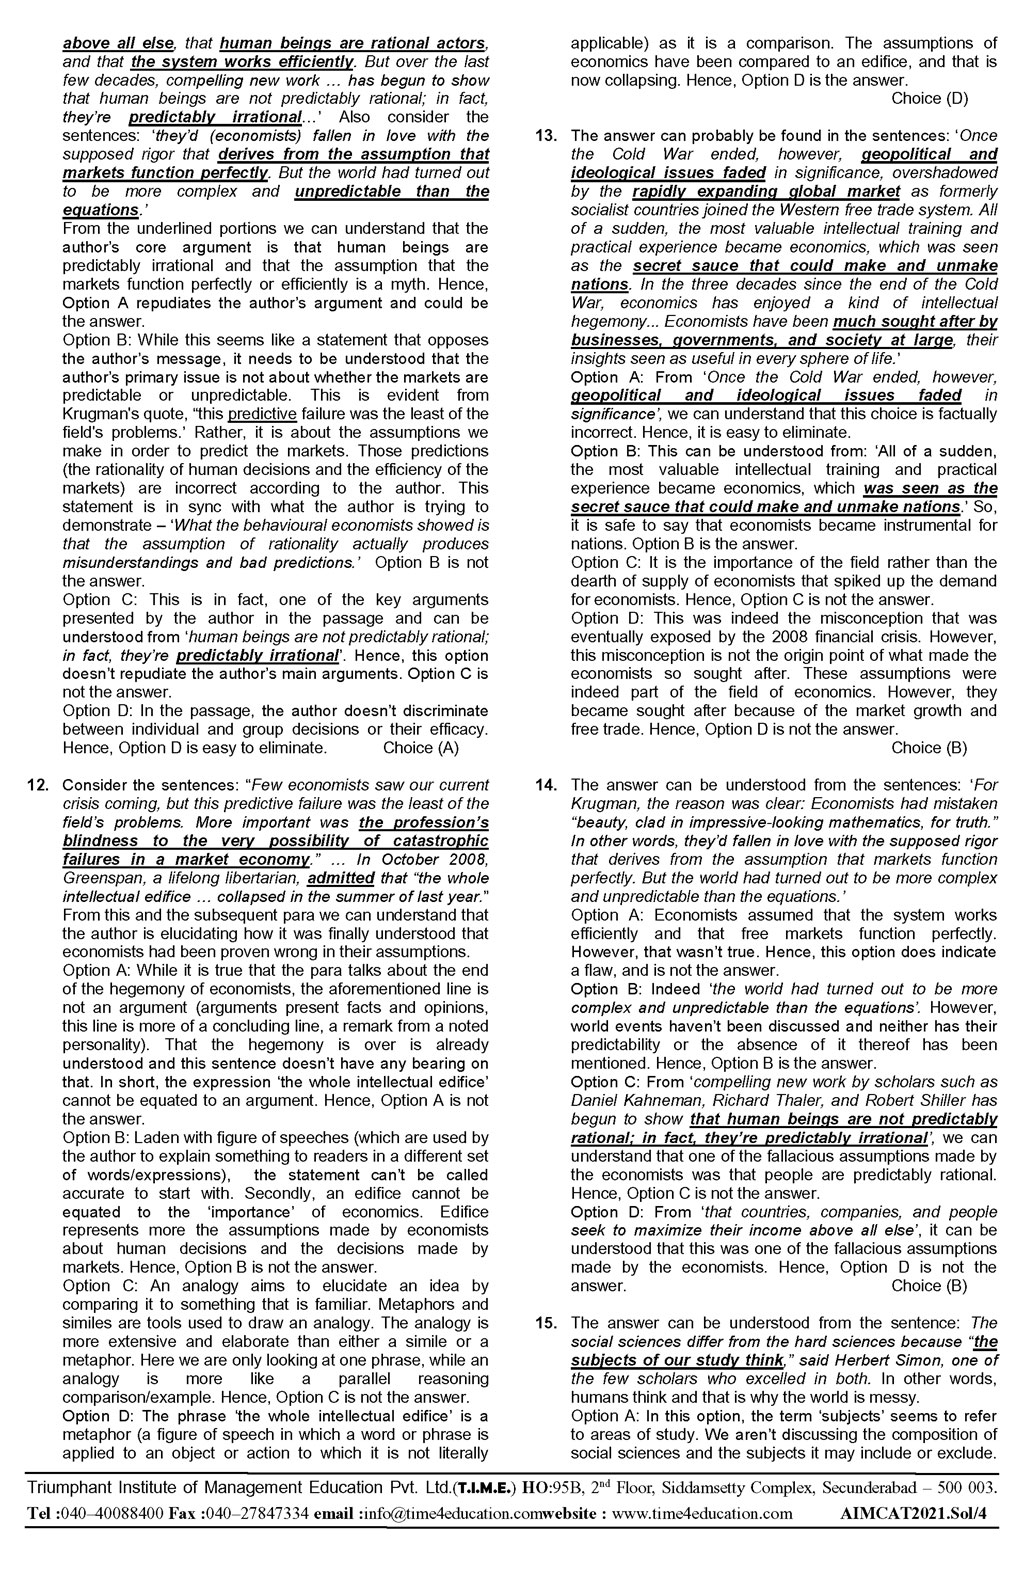 above all else, that human beings are rational actors,
and that the system works efficiently. But over the last
few decades, compelling new work … has begun to show
that human beings are not predictably rational; in fact,
they’re predictably irrational…’ Also consider the
sentences: ‘they’d (economists) fallen in love with the
supposed rigor that derives from the assumption that
markets function perfectly. But the world had turned out
to be more complex and unpredictable than the
equations.’
From the underlined portions we can understand that the
author’s core argument is that human beings are
predictably irrational and that the assumption that the
markets function perfectly or efficiently is a myth. Hence,
Option A repudiates the author’s argument and could be
the answer.
Option B: While this seems like a statement that opposes
the author’s message, it needs to be understood that the
author’s primary issue is not about whether the markets are
predictable or unpredictable. This is evident from
Krugman's quote, “this predictive failure was the least of the
field's problems.’ Rather, it is about the assumptions we
make in order to predict the markets. Those predictions
(the rationality of human decisions and the efficiency of the
markets) are incorrect according to the author. This
statement is in sync with what the author is trying to
demonstrate – ‘What the behavioural economists showed is
that the assumption of rationality actually produces
misunderstandings and bad predictions.’ Option B is not
the answer.
Option C: This is in fact, one of the key arguments
presented by the author in the passage and can be
understood from ‘human beings are not predictably rational;
in fact, they’re predictably irrational’. Hence, this option
doesn’t repudiate the author’s main arguments. Option C is
not the answer.
Option D: In the passage, the author doesn’t discriminate
between individual and group decisions or their efficacy.
Hence, Option D is easy to eliminate. Choice (A)
12. Consider the sentences: “Few economists saw our current
crisis coming, but this predictive failure was the least of the
field’s problems. More important was the profession’s
blindness to the very possibility of catastrophic
failures in a market economy.” … In October 2008,
Greenspan, a lifelong libertarian, admitted that “the whole
intellectual edifice … collapsed in the summer of last year.”
From this and the subsequent para we can understand that
the author is elucidating how it was finally understood that
economists had been proven wrong in their assumptions.
Option A: While it is true that the para talks about the end
of the hegemony of economists, the aforementioned line is
not an argument (arguments present facts and opinions,
this line is more of a concluding line, a remark from a noted
personality). That the hegemony is over is already
understood and this sentence doesn’t have any bearing on
that. In short, the expression ‘the whole intellectual edifice’
cannot be equated to an argument. Hence, Option A is not
the answer.
Option B: Laden with figure of speeches (which are used by
the author to explain something to readers in a different set
of words/expressions), the statement can’t be called
accurate to start with. Secondly, an edifice cannot be
equated to the ‘importance’ of economics. Edifice
represents more the assumptions made by economists
about human decisions and the decisions made by
markets. Hence, Option B is not the answer.
Option C: An analogy aims to elucidate an idea by
comparing it to something that is familiar. Metaphors and
similes are tools used to draw an analogy. The analogy is
more extensive and elaborate than either a simile or a
metaphor. Here we are only looking at one phrase, while an
analogy is more like a parallel reasoning
comparison/example. Hence, Option C is not the answer.
Option D: The phrase ‘the whole intellectual edifice’ is a
metaphor (a figure of speech in which a word or phrase is
applied to an object or action to which it is not literally
applicable) as it is a comparison. The assumptions of
economics have been compared to an edifice, and that is
now collapsing. Hence, Option D is the answer.
Choice (D)
13. The answer can probably be found in the sentences: ‘Once
the Cold War ended, however, geopolitical and
ideological issues faded in significance, overshadowed
by the rapidly expanding global market as formerly
socialist countries joined the Western free trade system. All
of a sudden, the most valuable intellectual training and
practical experience became economics, which was seen
as the secret sauce that could make and unmake
nations. In the three decades since the end of the Cold
War, economics has enjoyed a kind of intellectual
hegemony... Economists have been much sought after by
businesses, governments, and society at large, their
insights seen as useful in every sphere of life.’
Option A: From ‘Once the Cold War ended, however,
geopolitical and ideological issues faded in
significance’, we can understand that this choice is factually
incorrect. Hence, it is easy to eliminate.
Option B: This can be understood from: ‘All of a sudden,
the most valuable intellectual training and practical
experience became economics, which was seen as the
secret sauce that could make and unmake nations.’ So,
it is safe to say that economists became instrumental for
nations. Option B is the answer.
Option C: It is the importance of the field rather than the
dearth of supply of economists that spiked up the demand
for economists. Hence, Option C is not the answer.
Option D: This was indeed the misconception that was
eventually exposed by the 2008 financial crisis. However,
this misconception is not the origin point of what made the
economists so sought after. These assumptions were
indeed part of the field of economics. However, they
became sought after because of the market growth and
free trade. Hence, Option D is not the answer.
Choice (B)
14. The answer can be understood from the sentences: ‘For
Krugman, the reason was clear: Economists had mistaken
“beauty, clad in impressive-looking mathematics, for truth.”
In other words, they’d fallen in love with the supposed rigor
that derives from the assumption that markets function
perfectly. But the world had turned out to be more complex
and unpredictable than the equations.’
Option A: Economists assumed that the system works
efficiently and that free markets function perfectly.
However, that wasn’t true. Hence, this option does indicate
a flaw, and is not the answer.
Option B: Indeed ‘the world had turned out to be more
complex and unpredictable than the equations’. However,
world events haven’t been discussed and neither has their
predictability or the absence of it thereof has been
mentioned. Hence, Option B is the answer.
Option C: From ‘compelling new work by scholars such as
Daniel Kahneman, Richard Thaler, and Robert Shiller has
begun to show that human beings are not predictably
rational; in fact, they’re predictably irrational’, we can
understand that one of the fallacious assumptions made by
the economists was that people are predictably rational.
Hence, Option C is not the answer.
Option D: From ‘that countries, companies, and people
seek to maximize their income above all else’, it can be
understood that this was one of the fallacious assumptions
made by the economists. Hence, Option D is not the
answer. Choice (B)
15. The answer can be understood from the sentence: The
social sciences differ from the hard sciences because “the
subjects of our study think,” said Herbert Simon, one of
the few scholars who excelled in both. In other words,
humans think and that is why the world is messy.
Option A: In this option, the term ‘subjects’ seems to refer
to areas of study. We aren’t discussing the composition of
social sciences and the subjects it may include or exclude.
Triumphant Institute of Management Education Pvt. Ltd.(T.I.M.E.) HO:95B, 2nd Floor, Siddamsetty Complex, Secunderabad – 500 003.
Tel :040–40088400 Fax :040–27847334 email :info@time4education.comwebsite : www.time4education.com AIMCAT2021.Sol/4